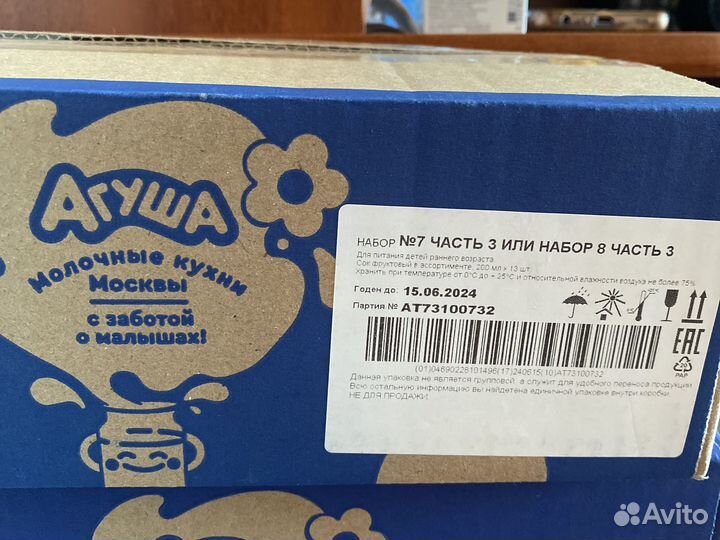 АГУША
Молочные кухни
Москвы
с заботой
о малышах!
НАБОР №7 ЧАСТЬ 3 ИЛИ НАБОР 8 ЧАСТЬ 3
Для питания детей раннего возраста
Сок фруктовый в ассортименте, 200 мл х 13 шт.
Хранить при температуре от 0°С до + 25°С и относительной влажности воздуха не более 75%
Годен до: 15.06.2024
Партия № AT73100732
(01)04690228101496(17)240615(10)AT73100732
Данная упаковка не является групповой, а служит для удобного переноса продукции.
Всю остальную информацию вы найдете на единичной упаковке внутри коробки.
НЕ ДЛЯ ПРОДАЖИ
EAC
20
PAP
Avito